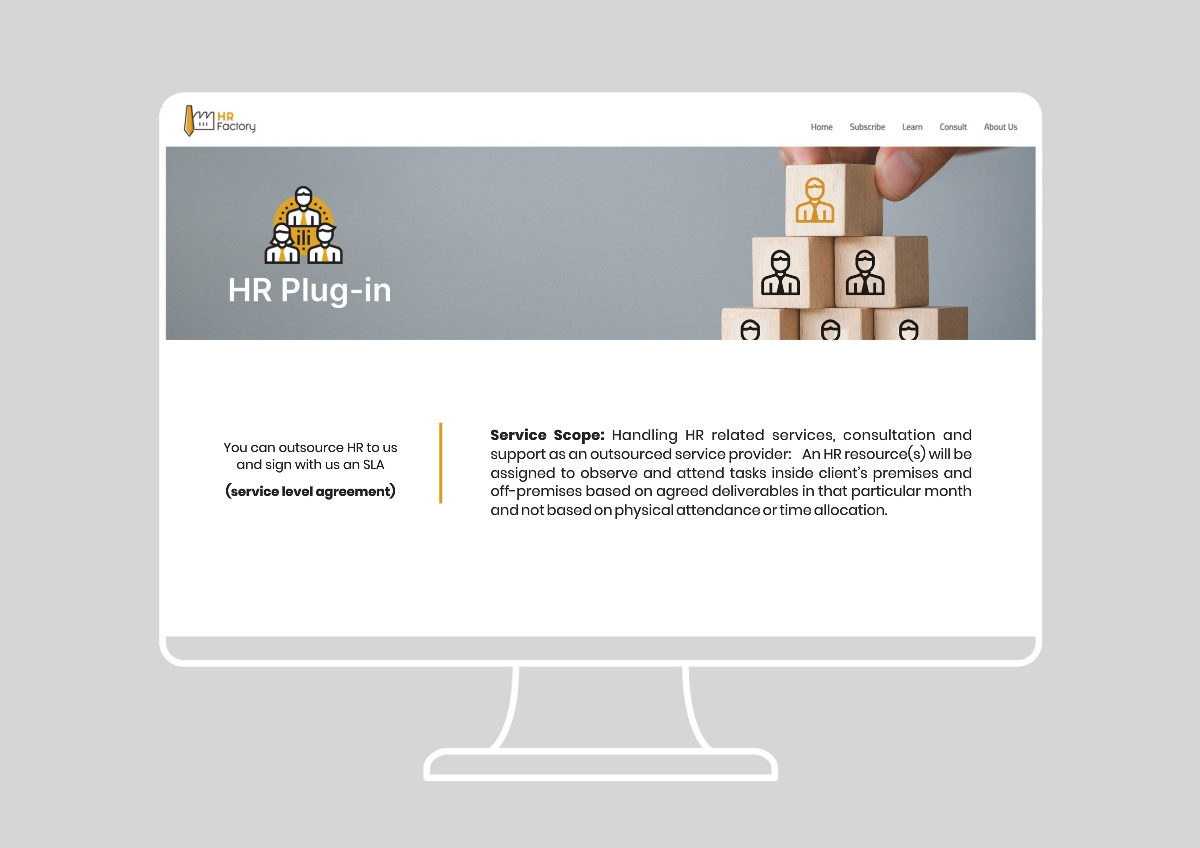 HR
Factory
Home Subscribe Learn Consult About Us
HR Plug-in
You can outsource HR to us
and sign with us an SLA
(service level agreement)
Service Scope: Handling HR related services, consultation and
support as an outsourced service provider: An HR resource(s) will be
assigned to observe and attend tasks inside client's premises and
off-premises based on agreed deliverables in that particular month
and not based on physical attendance or time allocation.